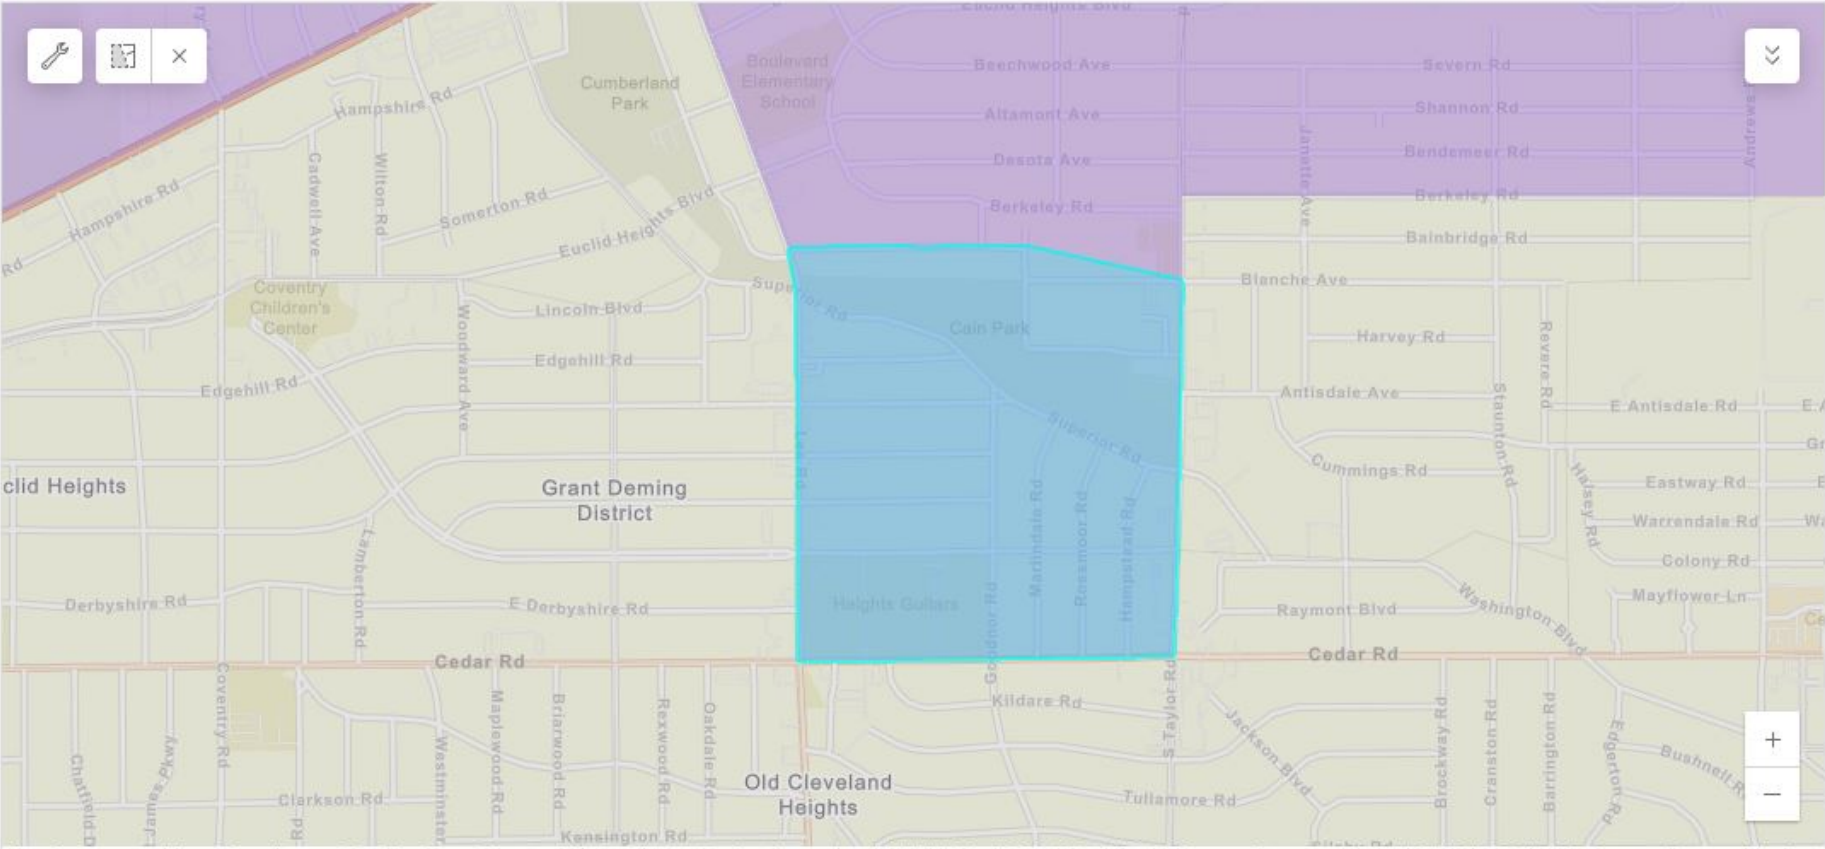 Euclid Heights Blvd
Boulevard
Elementary
School
Beechwood Ave
Severn Rd
Cumberland
Park
Hampshire Rd
Altamont Ave
Shannon Rd
Andrews
Janette Ave
Desota Ave
Bendemeer Rd
Cadwell Ave
Wilton Rd
Hampshire Rd
Somerton Rd
Euclid Heights Blvd
Berkeley Rd
Berkeley Rd
Bainbridge Rd
Rd
Coventry
Children's
Center
Superior Rd
Blanche Ave
Lincoln Blvd
Woodward Ave
Cain Park
Harvey Rd
Revere Rd
Edgehill Rd
Edgehill Rd
Antisdale Ave
E Antisdale Rd
E A
Staunton Rd
Superior Rd
Gr
Lee Rd
Cummings Rd
Halsey Rd
Eastway Rd
E
clid Heights
Grant Deming
District
Marlindale Rd
Rossmoor Rd
Hampstead Rd
Warrendale Rd
Wa
Colony Rd
Lamberton Rd
Derbyshire Rd
E Derbyshire Rd
Heights Guitars
Goodnor Rd
Raymont Blvd
Washington Blvd
Mayflower Ln
Ce
Cedar Rd
Cedar Rd
Coventry Rd
Maplewood Rd
Briarwood Rd
Rexwood Rd
Oakdale Rd
Kildare Rd
S Taylor Rd
Jackson Blvd
Brockway Rd
Cranston Rd
Barrington Rd
Edgerton Rd
Bushnell R
Chatfield D
James Pkwy
Westminster
Clarkson Rd
Rd
Old Cleveland
Heights
Tullamore Rd
Kensington Rd